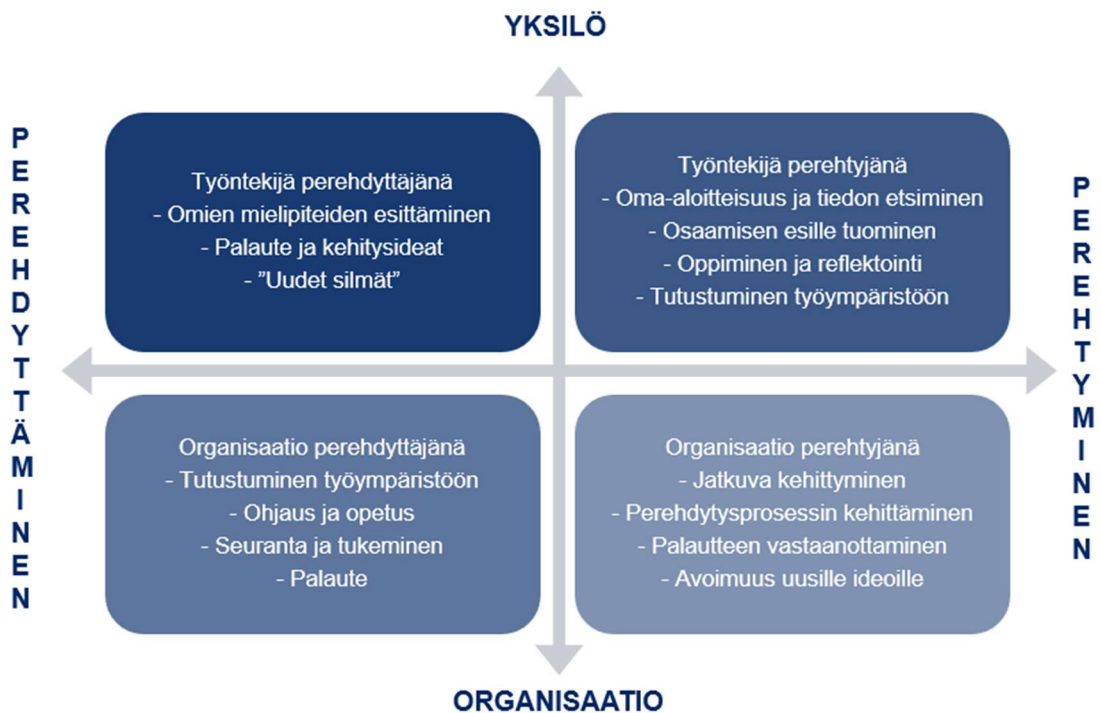 YKSILÖ
PEREHDYTTÄMINEN
Työntekijä perehdyttäjänä
- Omien mielipiteiden esittäminen
- Palaute ja kehitysideat
- ”Uudet silmät”
Työntekijä perehtyjänä
- Oma-aloitteisuus ja tiedon etsiminen
- Osaamisen esille tuominen
- Oppiminen ja reflektointi
- Tutustuminen työympäristöön
PEREHTYMINEN
Organisaatio perehdyttäjänä
- Tutustuminen työympäristöön
- Ohjaus ja opetus
- Seuranta ja tukeminen
- Palaute
Organisaatio perehtyjänä
- Jatkuva kehittyminen
- Perehdytysprosessin kehittäminen
- Palautteen vastaanottaminen
- Avoimuus uusille ideoille
ORGANISAATIO